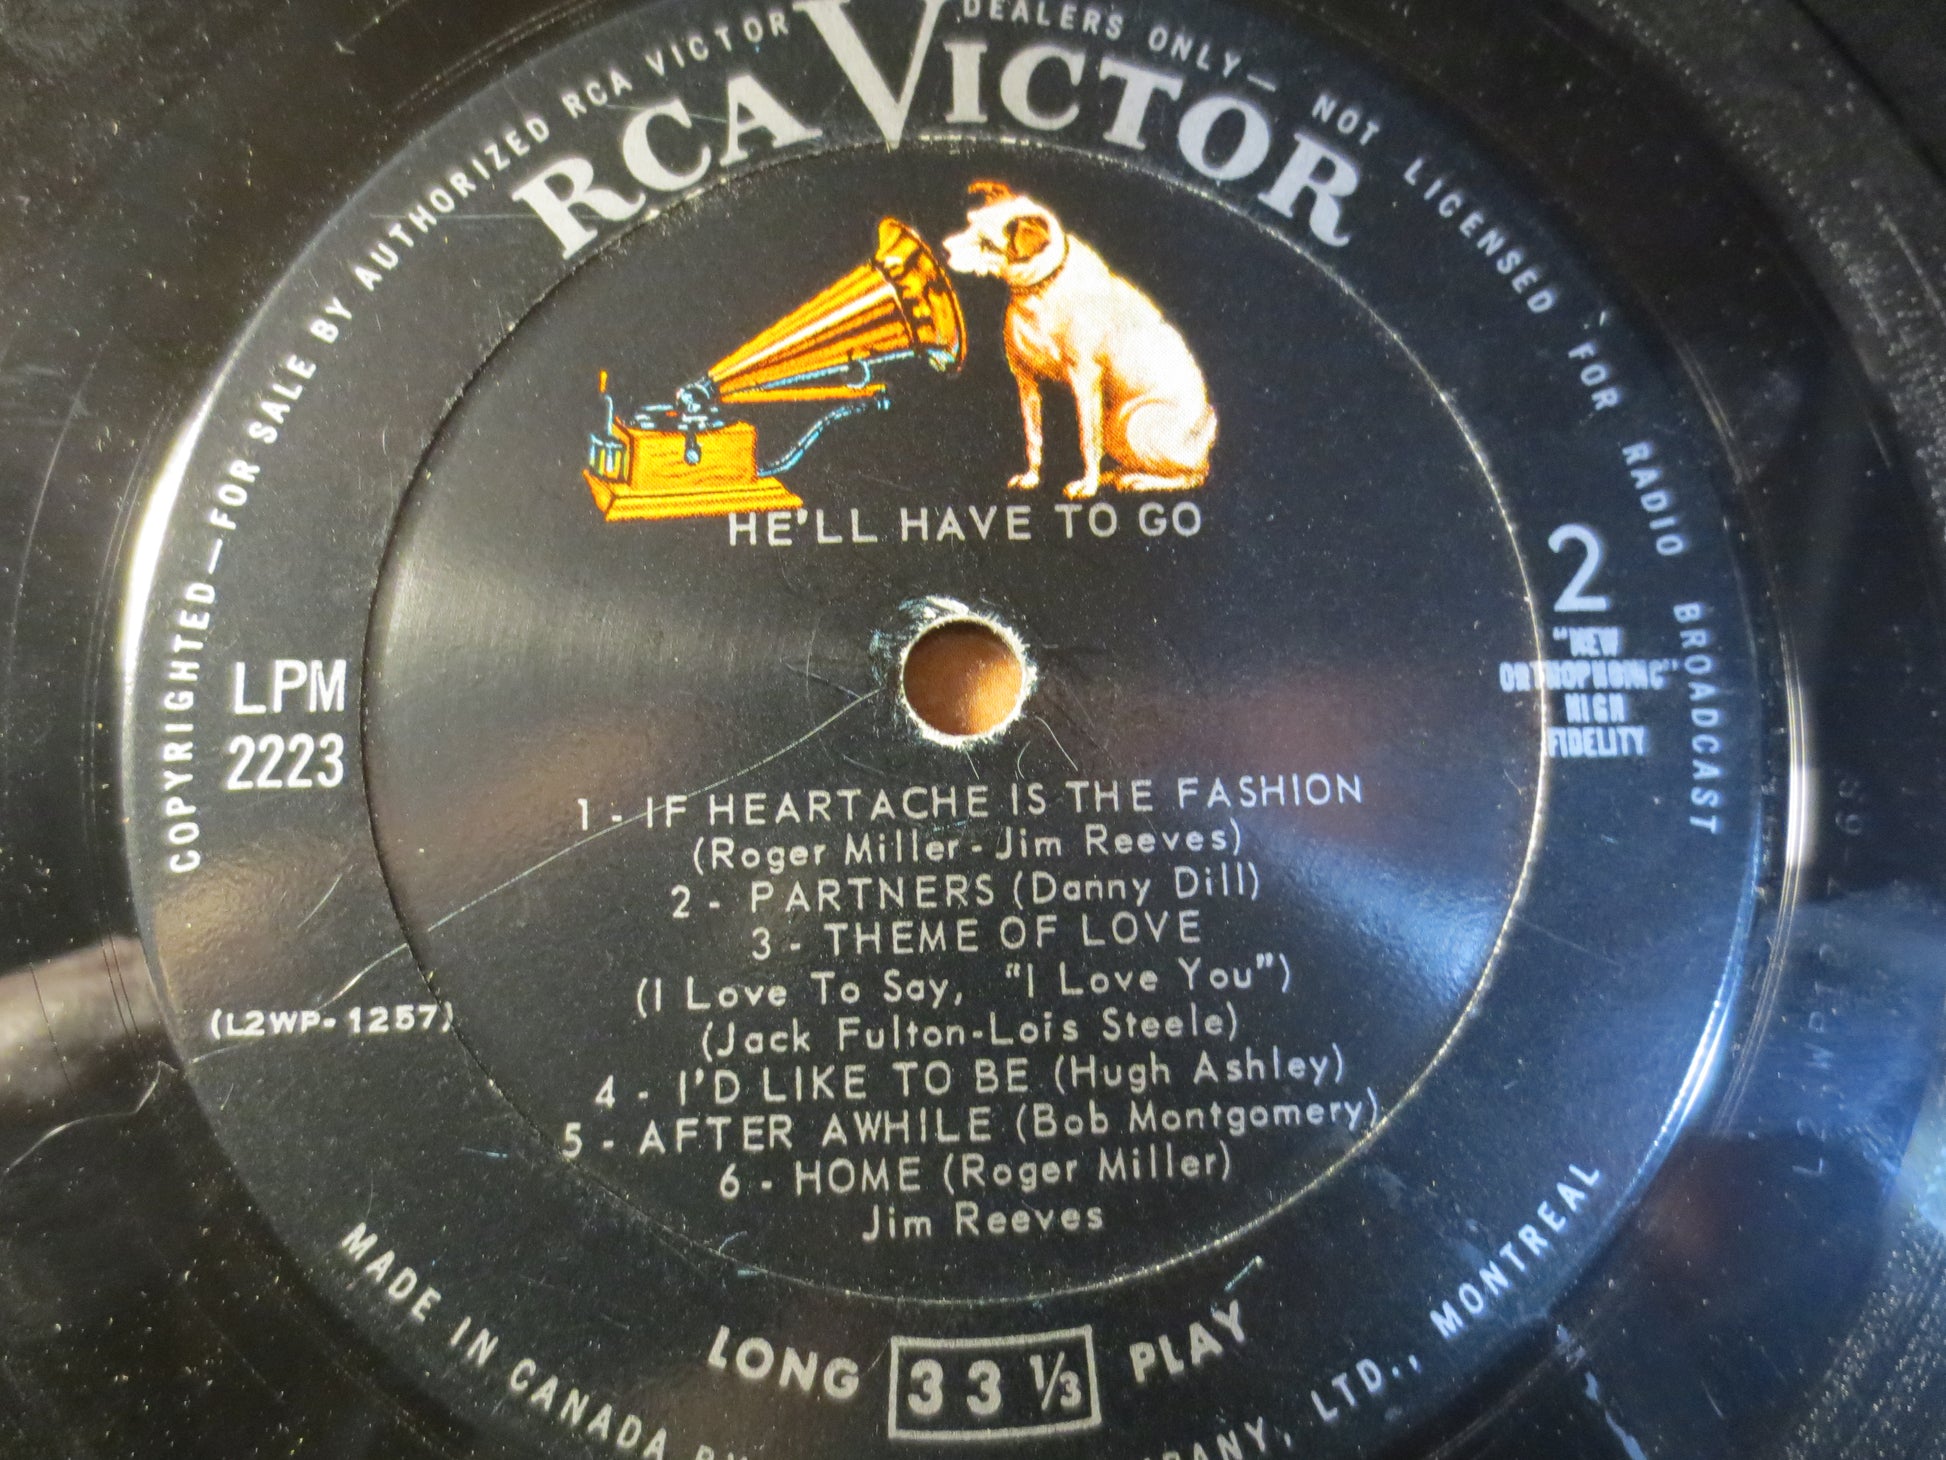 COPYRIGHTED—FOR SALE BY AUTHORIZED RCA VICTOR DEALERS ONLY— NOT LICENSED FOR RADIO BROADCAST
RCA VICTOR
HE'LL HAVE TO GO
2
"NEW
ORTHOPHONIC"
HIGH
FIDELITY
LPM
2223
1 - IF HEARTACHE IS THE FASHION
(Roger Miller - Jim Reeves)
2 - PARTNERS (Danny Dill)
3 - THEME OF LOVE
(I Love To Say, "I Love You")
(Jack Fulton-Lois Steele)
4 - I'D LIKE TO BE (Hugh Ashley)
5 - AFTER AWHILE (Bob Montgomery)
6 - HOME (Roger Miller)
Jim Reeves
(L2WP-1257)
LONG 33 1/3 PLAY
MADE IN CANADA LTD., MONTREAL